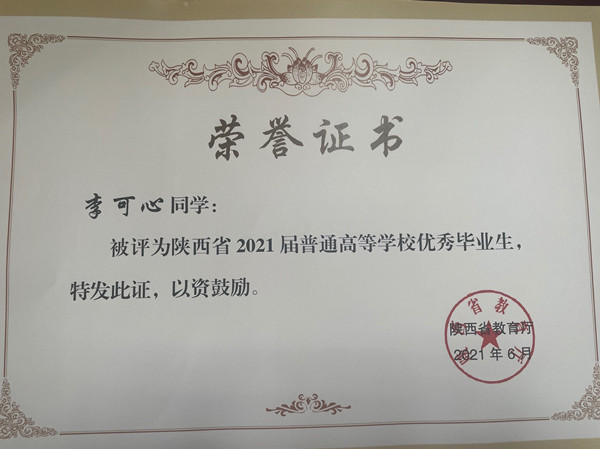 荣誉证书
李可心同学：
被评为陕西省2021届普通高等学校优秀毕业生，
特发此证，以资鼓励。
陕西省教育厅
2021年6月